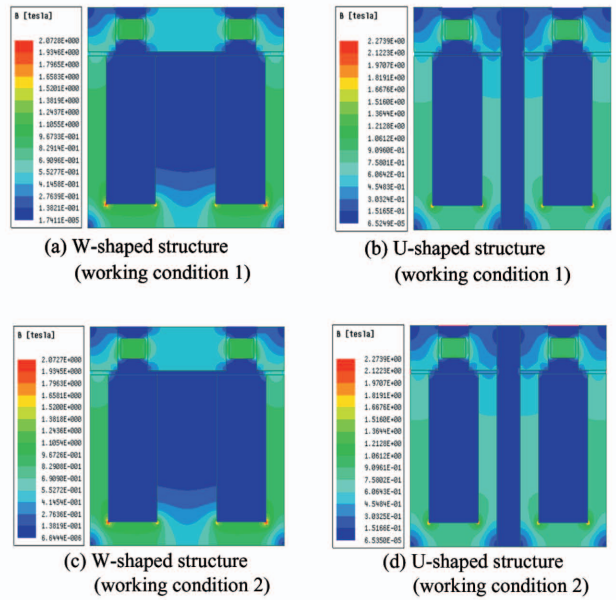 B [tesla]
2.0728E+000
1.9346E+000
1.7965E+000
1.6583E+000
1.5201E+000
1.3819E+000
1.2437E+000
1.1055E+000
9.6733E-001
8.2914E-001
6.9096E-001
5.5277E-001
4.1458E-001
2.7639E-001
1.3821E-001
1.7411E-005
B [tesla]
2.2739E+00
2.1223E+00
1.9707E+00
1.8191E+00
1.6676E+00
1.5160E+00
1.3644E+00
1.2128E+00
1.0612E+00
9.0960E-01
7.5801E-01
6.0642E-01
4.5483E-01
3.0324E-01
1.5165E-01
6.5249E-05
(a) W-shaped structure
(working condition 1)
(b) U-shaped structure
(working condition 1)
B [tesla]
2.0727E+000
1.9345E+000
1.7963E+000
1.6581E+000
1.5200E+000
1.3818E+000
1.2436E+000
1.1054E+000
9.6726E-001
8.2908E-001
6.9090E-001
5.5272E-001
4.1454E-001
2.7636E-001
1.3819E-001
6.6444E-006
B [tesla]
2.2739E+00
2.1223E+00
1.9707E+00
1.8191E+00
1.6676E+00
1.5160E+00
1.3644E+00
1.2128E+00
1.0612E+00
9.0961E-01
7.5802E-01
6.0643E-01
4.5484E-01
3.0325E-01
1.5166E-01
6.5350E-05
(c) W-shaped structure
(working condition 2)
(d) U-shaped structure
(working condition 2)